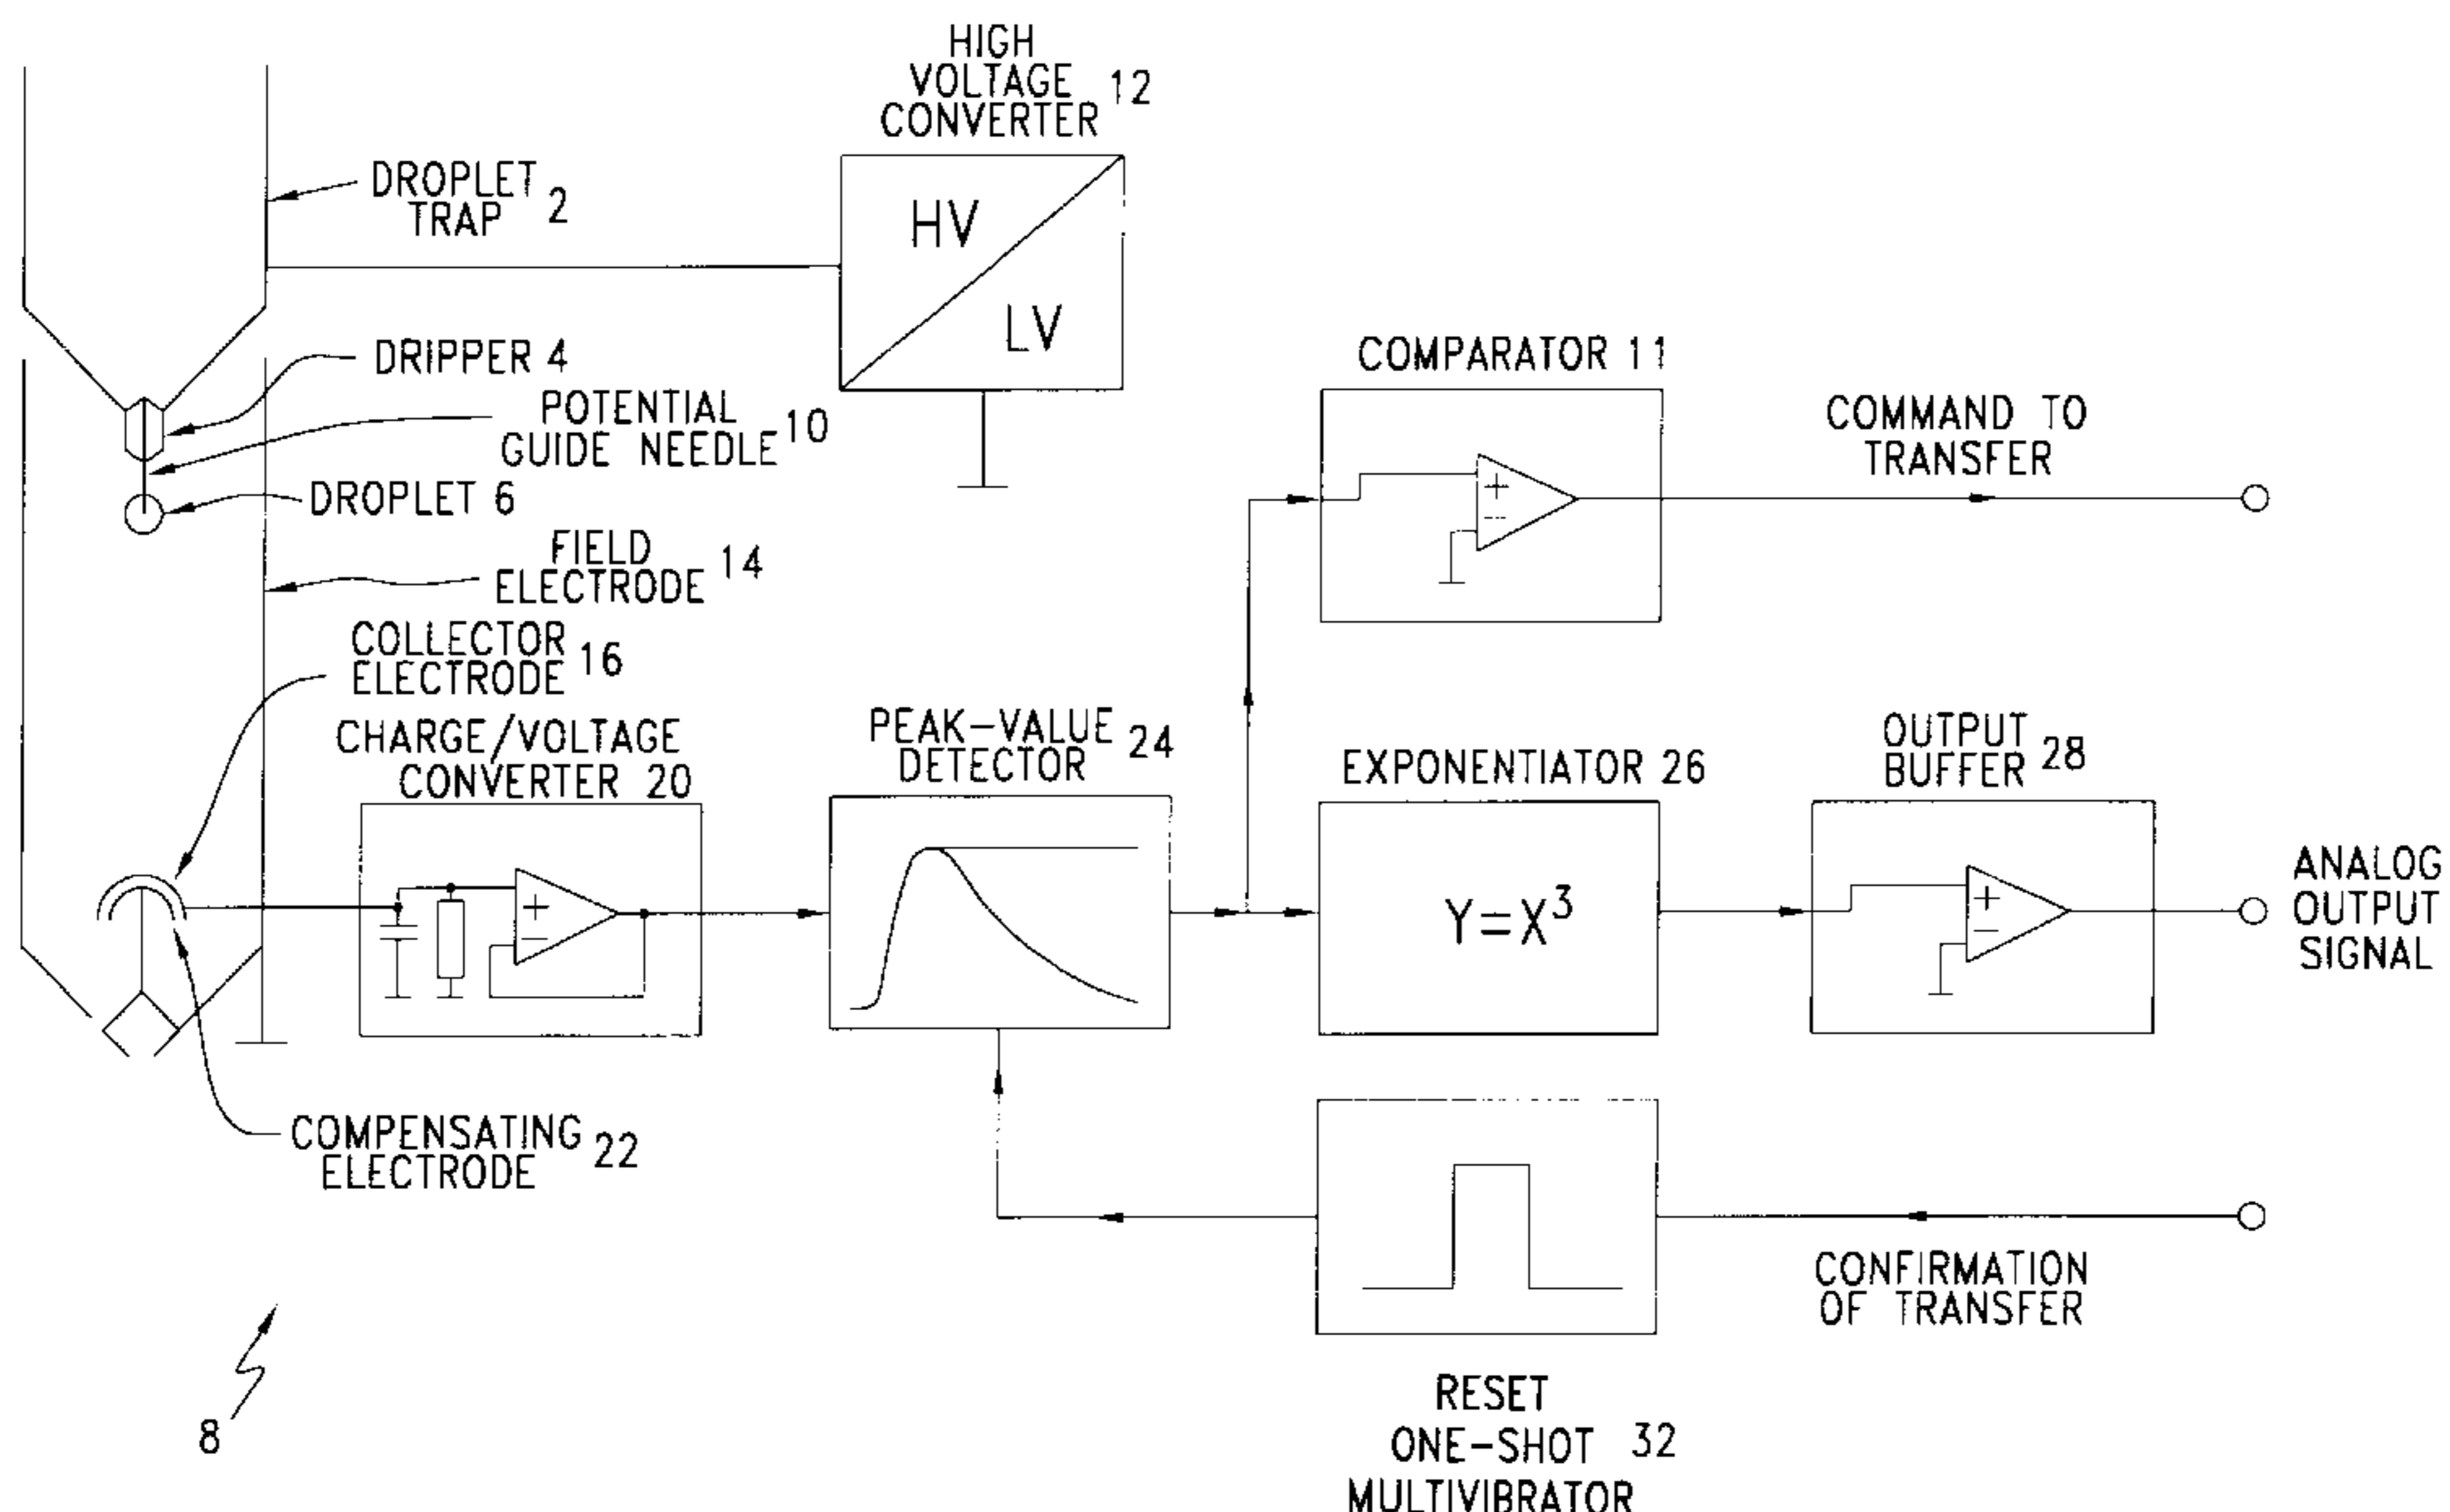 HIGH
VOLTAGE 12
CONVERTER
HV
LV
DROPLET 2
TRAP
DRIPPER 4
POTENTIAL
GUIDE NEEDLE 10
DROPLET 6
FIELD
ELECTRODE 14
COLLECTOR
ELECTRODE 16
COMPARATOR 11
+
-
COMMAND TO
TRANSFER
CHARGE/VOLTAGE
CONVERTER 20
+
-
PEAK-VALUE 24
DETECTOR
EXPONENTIATOR 26
Y=X³
OUTPUT
BUFFER 28
+
-
ANALOG
OUTPUT
SIGNAL
COMPENSATING 22
ELECTRODE
CONFIRMATION
OF TRANSFER
RESET
ONE-SHOT 32
MULTIVIBRATOR
8